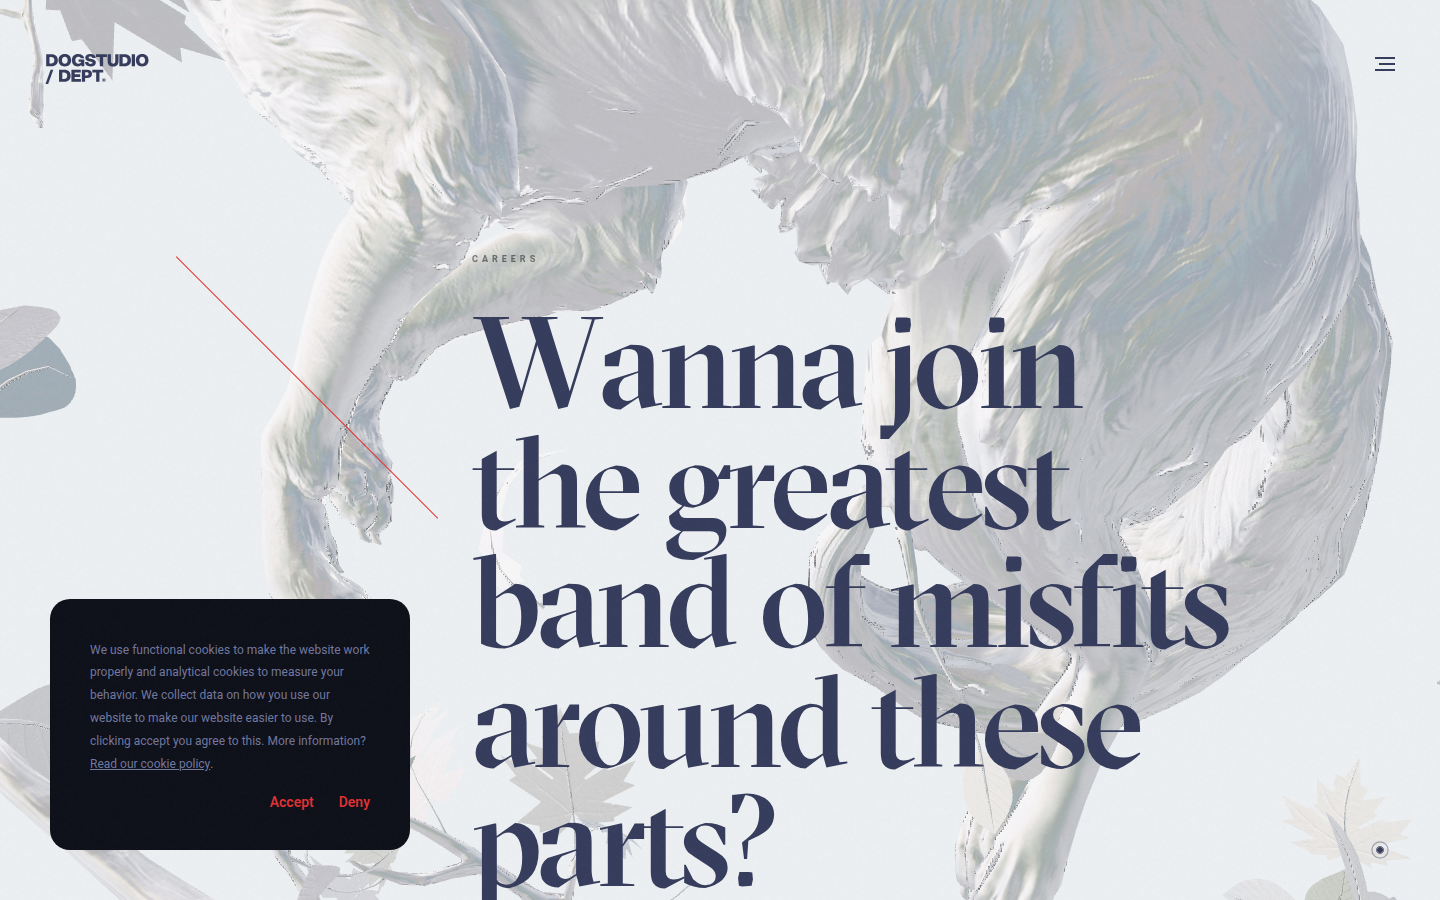 DOGSTUDIO
/ DEPT.
CAREERS
Wanna join
the greatest
band of misfits
around these
parts?
We use functional cookies to make the website work
properly and analytical cookies to measure your
behavior. We collect data on how you use our
website to make our website easier to use. By
clicking accept you agree to this. More information?
Read our cookie policy.
Accept Deny